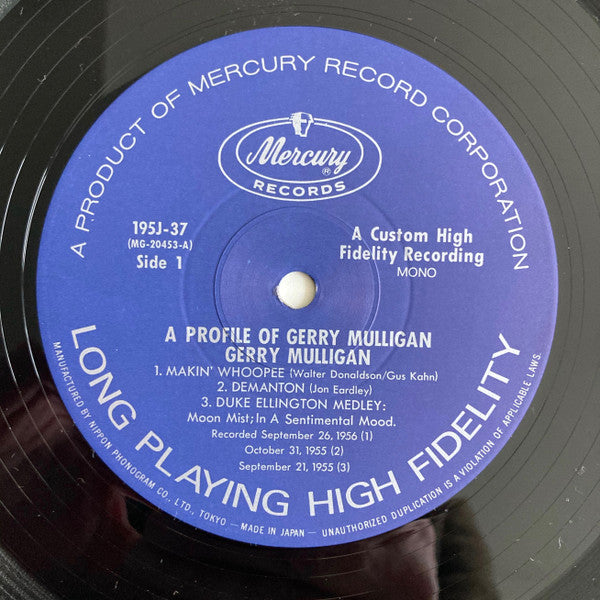 A PRODUCT OF MERCURY RECORD CORPORATION
Mercury
®
RECORDS
195J-37
(MG-20453-A)
Side 1
A Custom High
Fidelity Recording
MONO
A PROFILE OF GERRY MULLIGAN
GERRY MULLIGAN
1. MAKIN' WHOOPEE (Walter Donaldson/Gus Kahn)
2. DEMANTON (Jon Eardley)
3. DUKE ELLINGTON MEDLEY:
Moon Mist; In A Sentimental Mood.
Recorded September 26, 1956 (1)
October 31, 1955 (2)
September 21, 1955 (3)
LONG PLAYING HIGH FIDELITY
MANUFACTURED BY NIPPON PHONOGRAM CO., LTD., TOKYO — MADE IN JAPAN — UNAUTHORIZED DUPLICATION IS A VIOLATION OF APPLICABLE LAWS.